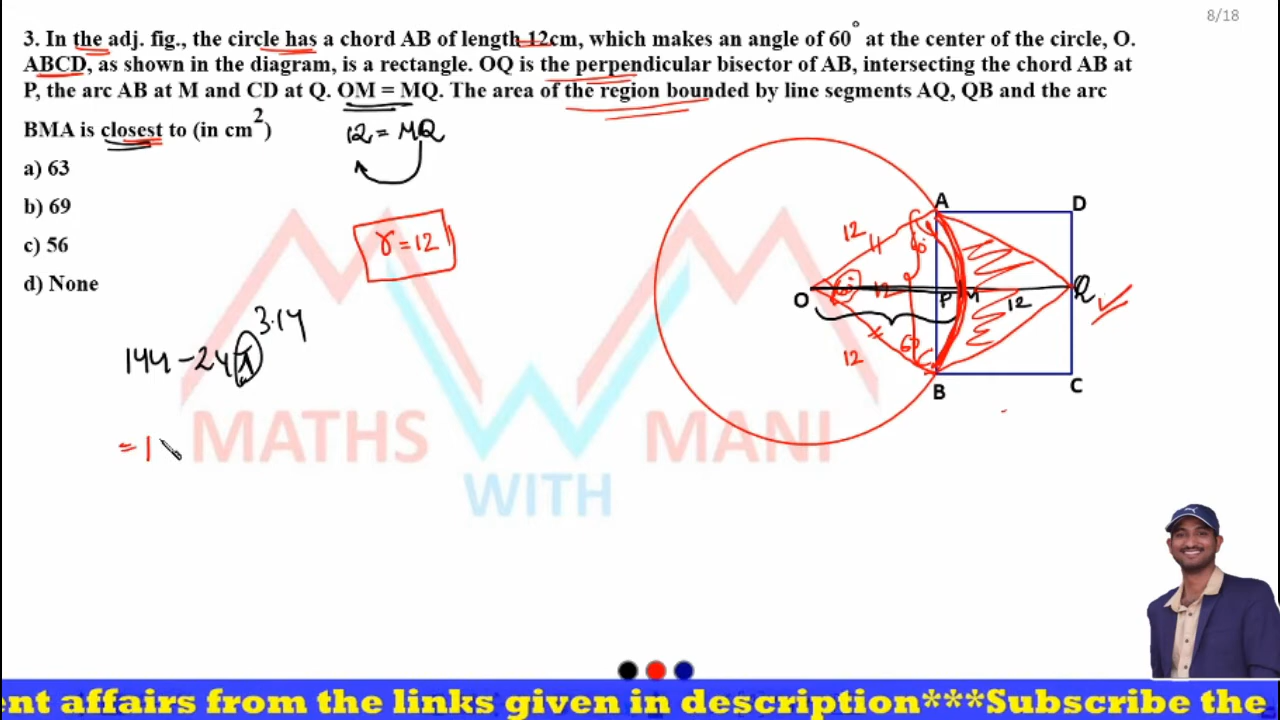 8/18
3. In the adj. fig., the circle has a chord AB of length 12cm, which makes an angle of 60° at the center of the circle, O.
ABCD, as shown in the diagram, is a rectangle. OQ is the perpendicular bisector of AB, intersecting the chord AB at
P, the arc AB at M and CD at Q. OM = MQ. The area of the region bounded by line segments AQ, QB and the arc
BMA is closest to (in cm²)
12 = MQ
a) 63
b) 69
c) 56
d) None
r = 12
144 - 24π
3.14
= 1
A
D
12
60
O
12
P
M
12
Q
12
60
B
C
MATHS
WITH
MANI
nt affairs from the links given in description***Subscribe the